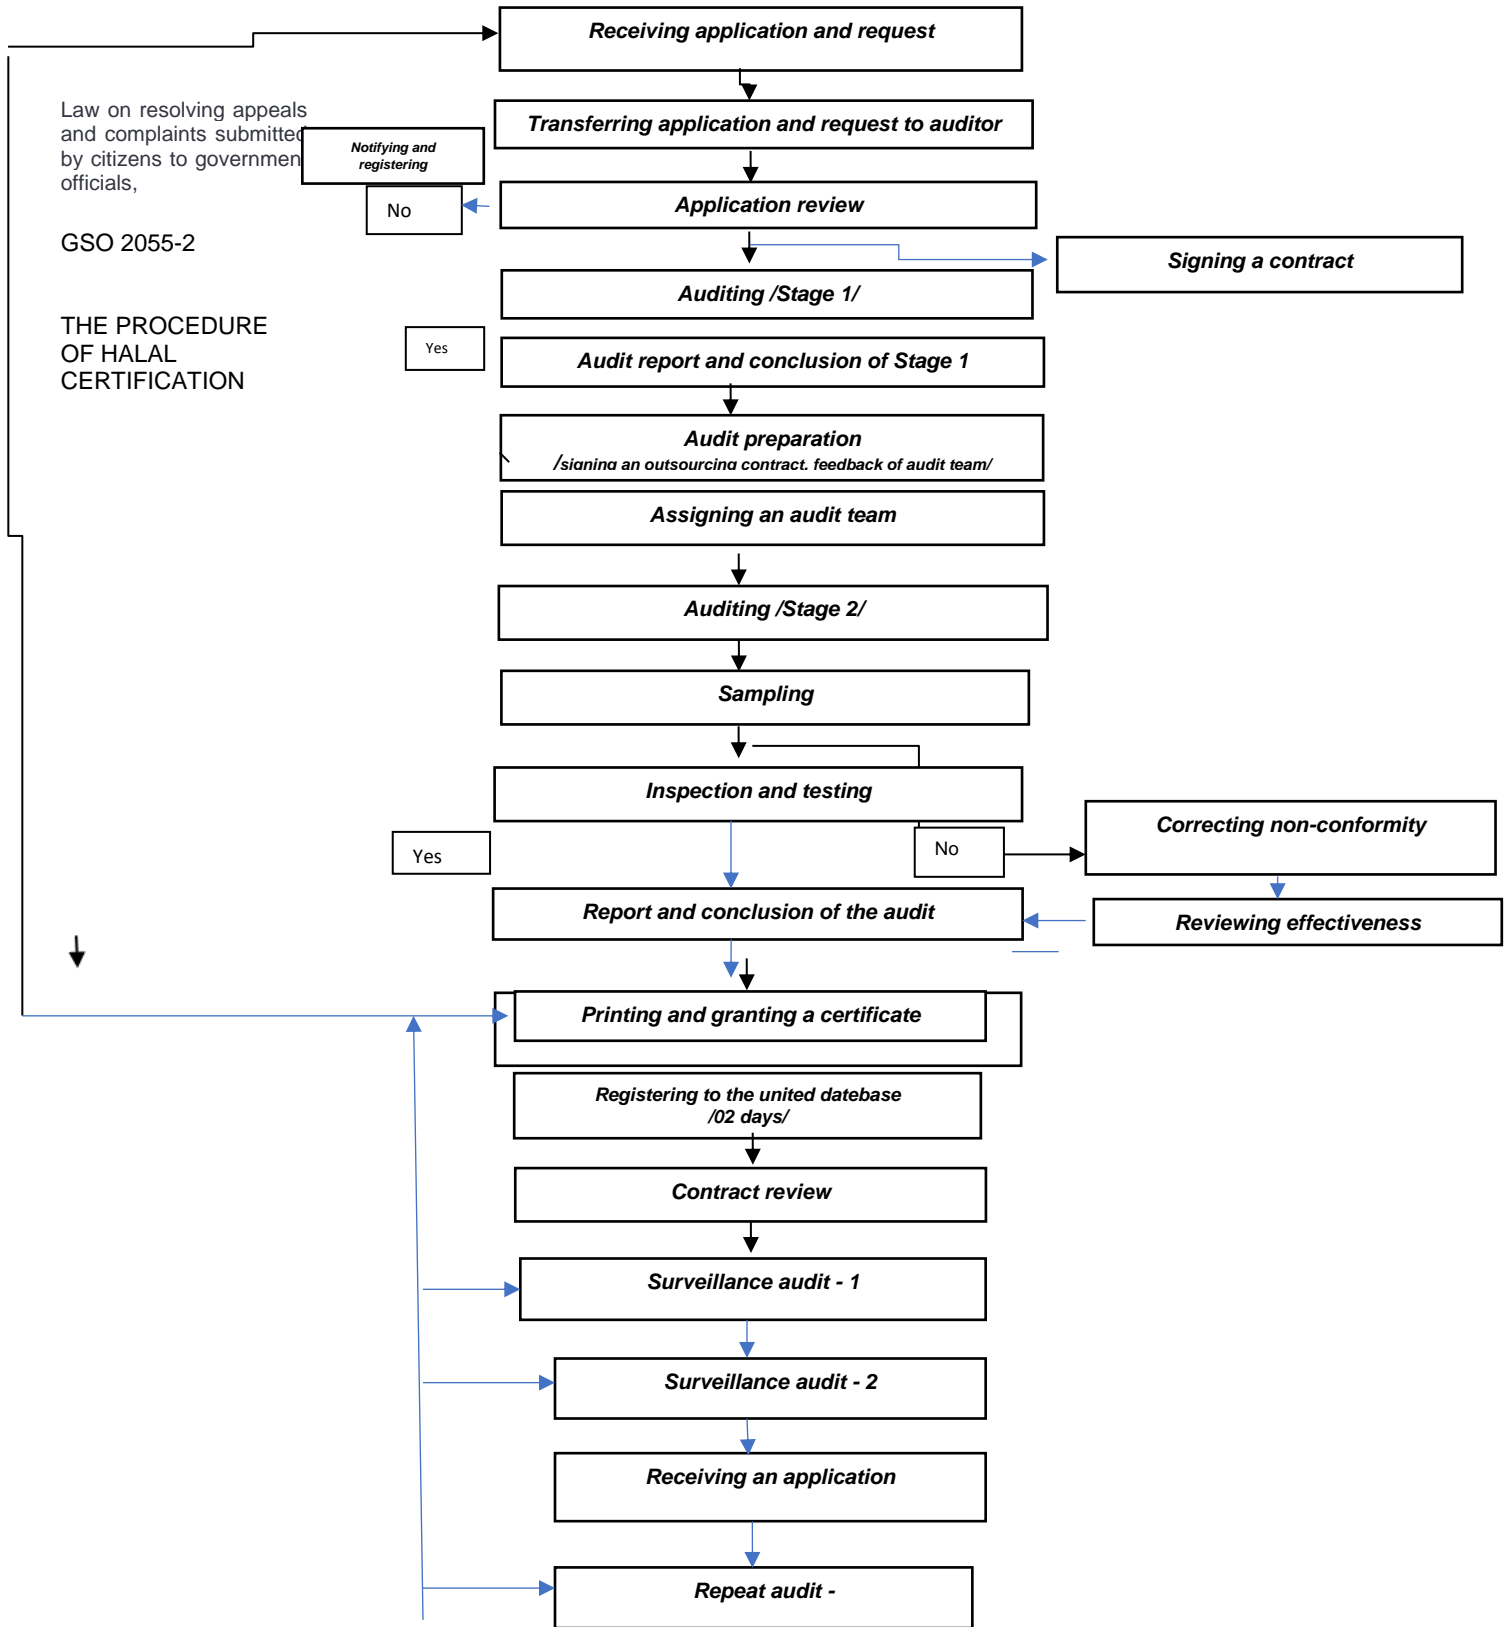 Receiving application and request
Law on resolving appeals
and complaints submitted
by citizens to governmen
officials,
Transferring application and request to auditor
Notifying and
registering
No
Application review
GSO 2055-2
Signing a contract
Auditing /Stage 1/
THE PROCEDURE
OF HALAL
CERTIFICATION
Yes
Audit report and conclusion of Stage 1
Audit preparation
/signing an outsourcing contract, feedback of audit team/
Assigning an audit team
Auditing /Stage 2/
Sampling
Inspection and testing
Correcting non-conformity
Yes
No
Report and conclusion of the audit
Reviewing effectiveness
Printing and granting a certificate
Registering to the united datebase
/02 days/
Contract review
Surveillance audit - 1
Surveillance audit - 2
Receiving an application
Repeat audit -